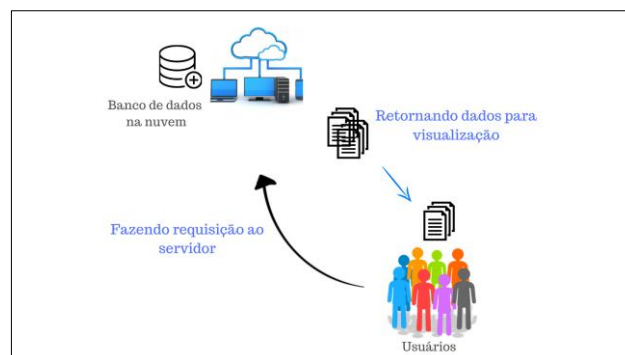 Banco de dados
na nuvem
Retornando dados para
visualização
Fazendo requisição ao
servidor
Usuários